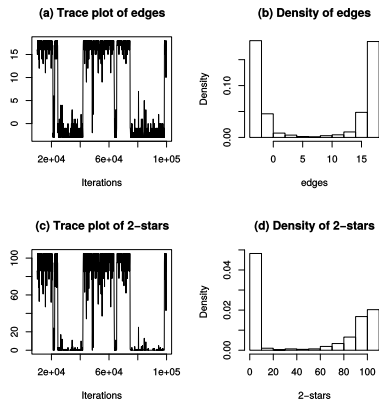 (a) Trace plot of edges
(b) Density of edges
15
10
5
0
2e+04 6e+04 1e+05
Iterations
Density
0.10
0.00
0 5 10 15
edges
(c) Trace plot of 2−stars
(d) Density of 2−stars
100
60
20
0
2e+04 6e+04 1e+05
Iterations
Density
0.04
0.02
0.00
0 20 40 60 80 100
2−stars